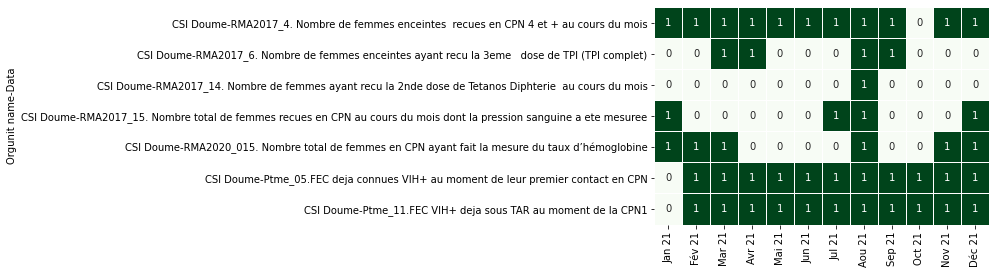 Orgunit name-Data
CSI Doume-RMA2017_4. Nombre de femmes enceintes  recues en CPN 4 et + au cours du mois 1 1 1 1 1 1 1 1 1 0 1 1
CSI Doume-RMA2017_6. Nombre de femmes enceintes ayant recu la 3eme   dose de TPI (TPI complet) 0 0 1 1 0 0 0 1 1 0 0 0
CSI Doume-RMA2017_14. Nombre de femmes ayant recu la 2nde dose de Tetanos Diphterie  au cours du mois 0 0 0 0 0 0 0 1 0 0 0 0
CSI Doume-RMA2017_15. Nombre total de femmes recues en CPN au cours du mois dont la pression sanguine a ete mesuree 1 0 0 0 0 0 1 1 0 0 0 1
CSI Doume-RMA2020_015. Nombre total de femmes en CPN ayant fait la mesure du taux d’hémoglobine 1 1 1 0 0 0 0 1 0 0 1 1
CSI Doume-Ptme_05.FEC deja connues VIH+ au moment de leur premier contact en CPN 0 1 1 1 1 1 1 1 1 1 1 1
CSI Doume-Ptme_11.FEC VIH+ deja sous TAR au moment de la CPN1 0 1 1 1 1 1 1 1 1 1 1 1
Jan 21 Fév 21 Mar 21 Avr 21 Mai 21 Jun 21 Jul 21 Aou 21 Sep 21 Oct 21 Nov 21 Déc 21